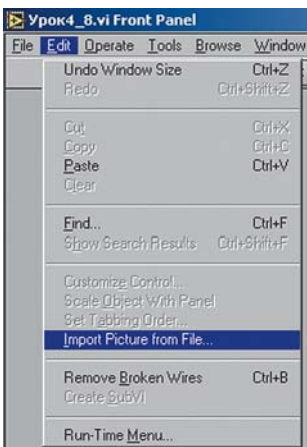 Урок4_8.vi Front Panel
File Edit Operate Tools Browse Window
Undo Window Size Ctrl+Z
Redo Ctrl+Shift+Z
Cut Ctrl+X
Copy Ctrl+C
Paste Ctrl+V
Clear
Find... Ctrl+F
Show Search Results Ctrl+Shift+F
Customize Control...
Scale Object With Panel
Set Tabbing Order...
Import Picture from File...
Remove Broken Wires Ctrl+B
Create SubVI
Run-Time Menu...